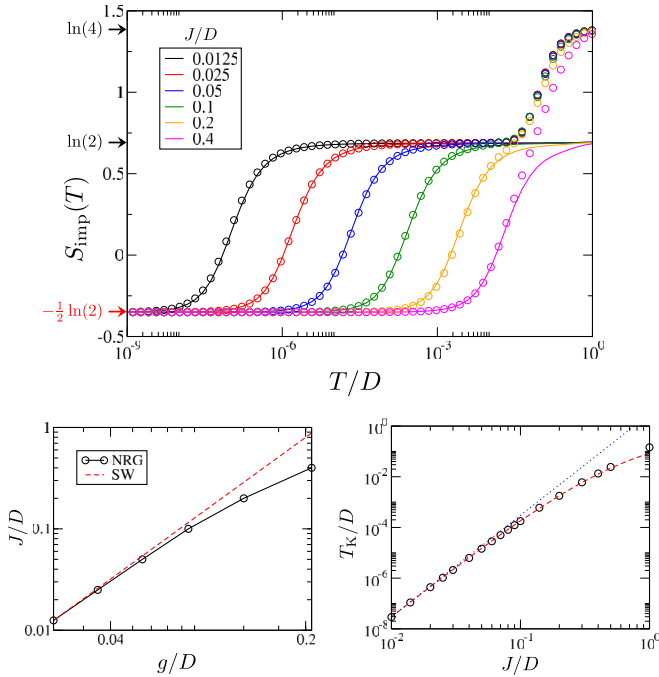 ln(4)
ln(2)
−½ ln(2)
1.5
1
0.5
0
-0.5
S_imp(T)
J/D
0.0125
0.025
0.05
0.1
0.2
0.4
10^-9
10^-6
10^-3
10^0
T/D
1
0.1
0.01
J/D
NRG
SW
0.04
0.2
g/D
10^0
10^-2
10^-4
10^-6
10^-8
T_K/D
10^-2
10^-1
10^0
J/D